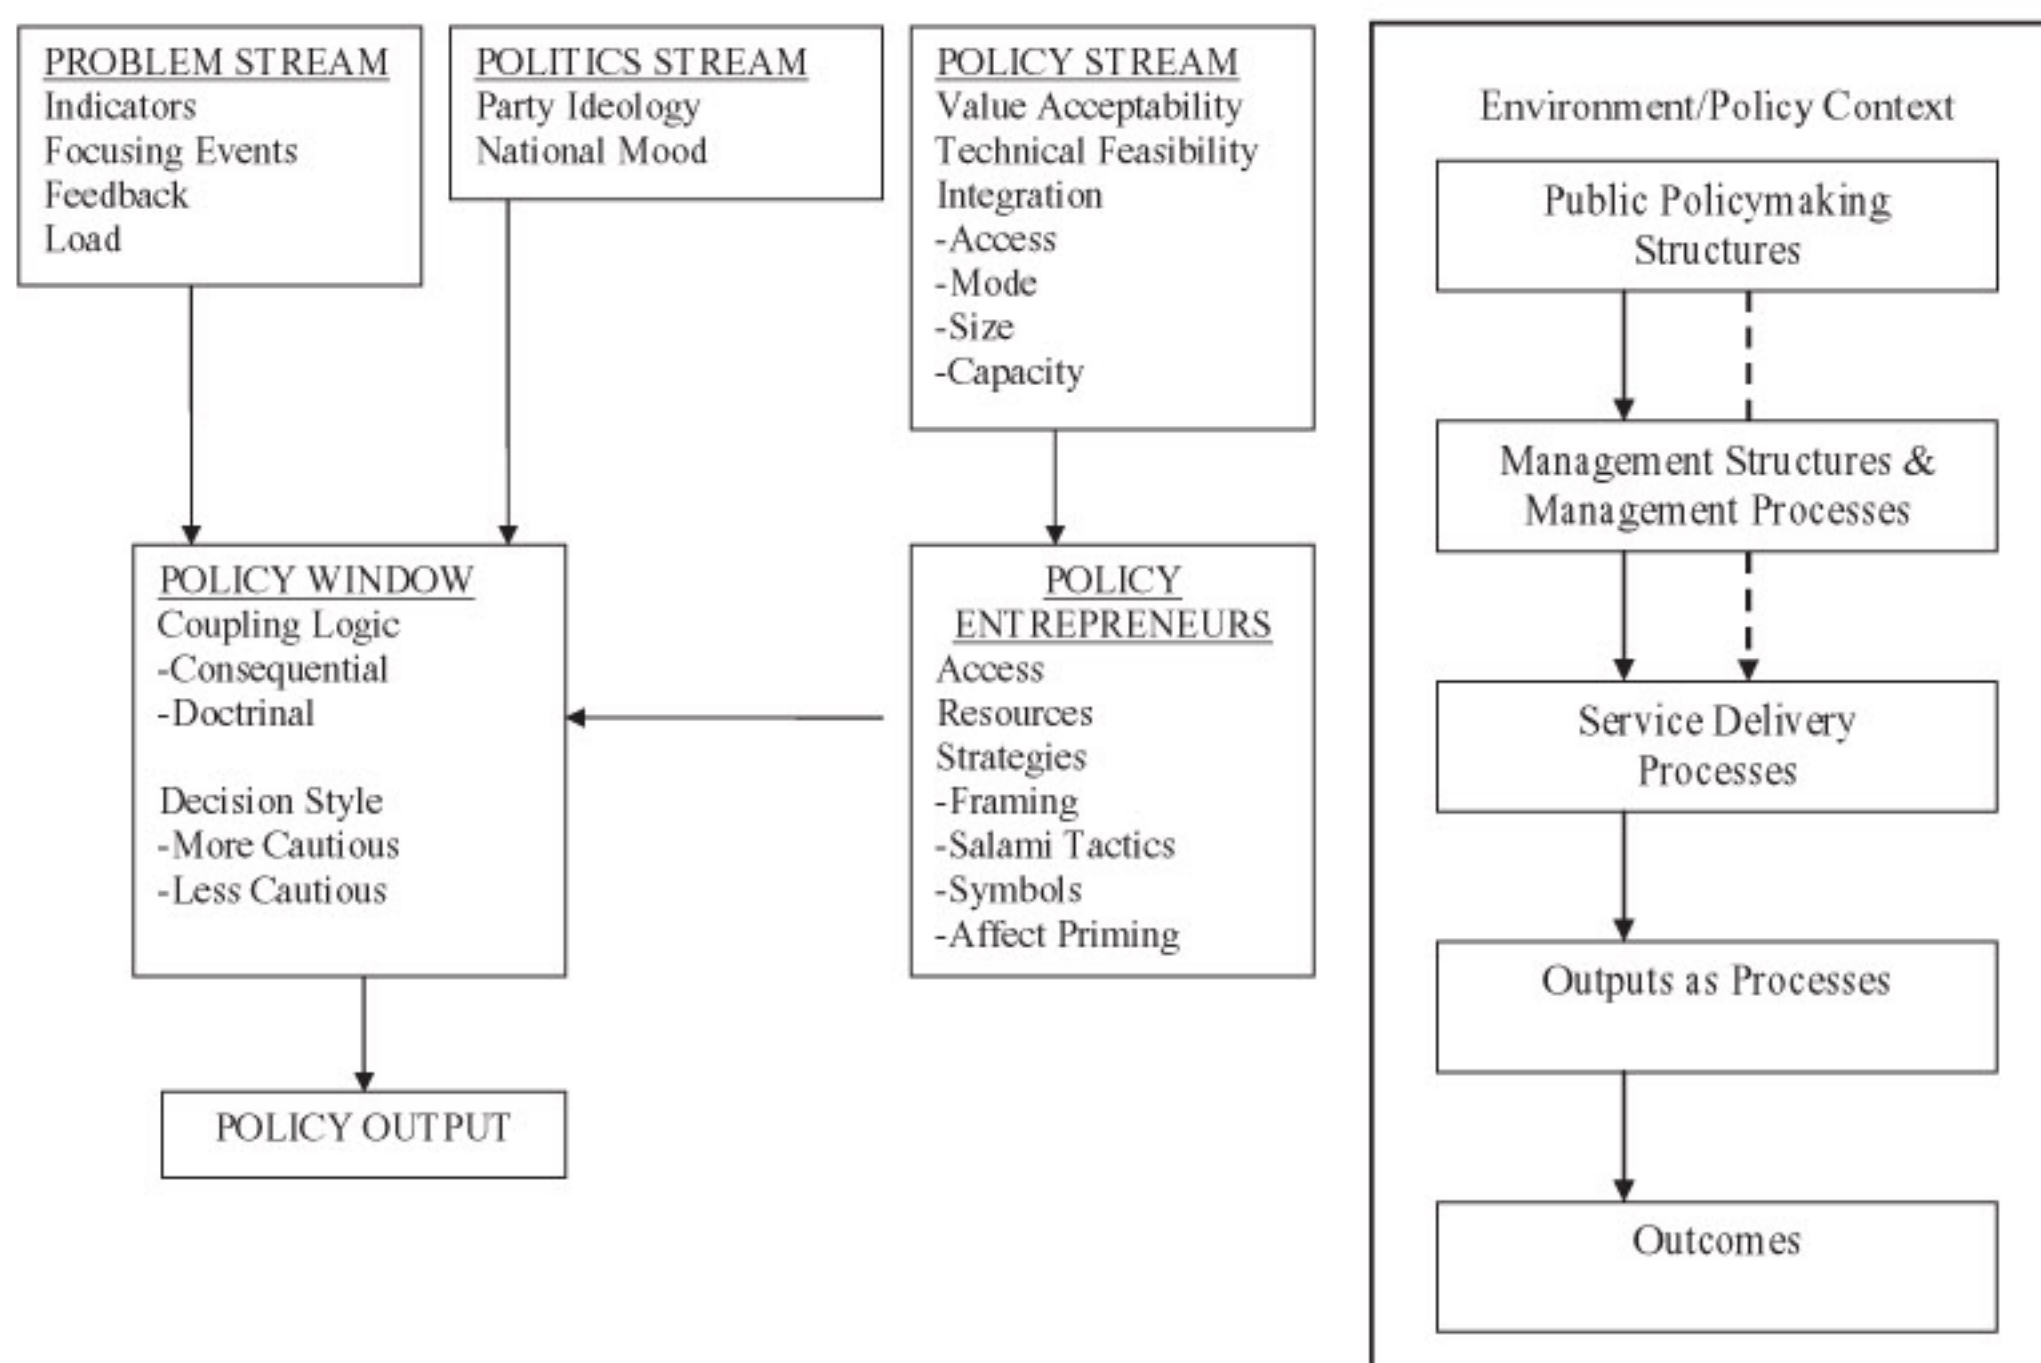 PROBLEM STREAM
Indicators
Focusing Events
Feedback
Load
POLITICS STREAM
Party Ideology
National Mood
POLICY STREAM
Value Acceptability
Technical Feasibility
Integration
-Access
-Mode
-Size
-Capacity
POLICY WINDOW
Coupling Logic
-Consequential
-Doctrinal
Decision Style
-More Cautious
-Less Cautious
POLICY
ENTREPRENEURS
Access
Resources
Strategies
-Framing
-Salami Tactics
-Symbols
-Affect Priming
POLICY OUTPUT
Environment/Policy Context
Public Policymaking
Structures
Management Structures &
Management Processes
Service Delivery
Processes
Outputs as Processes
Outcomes